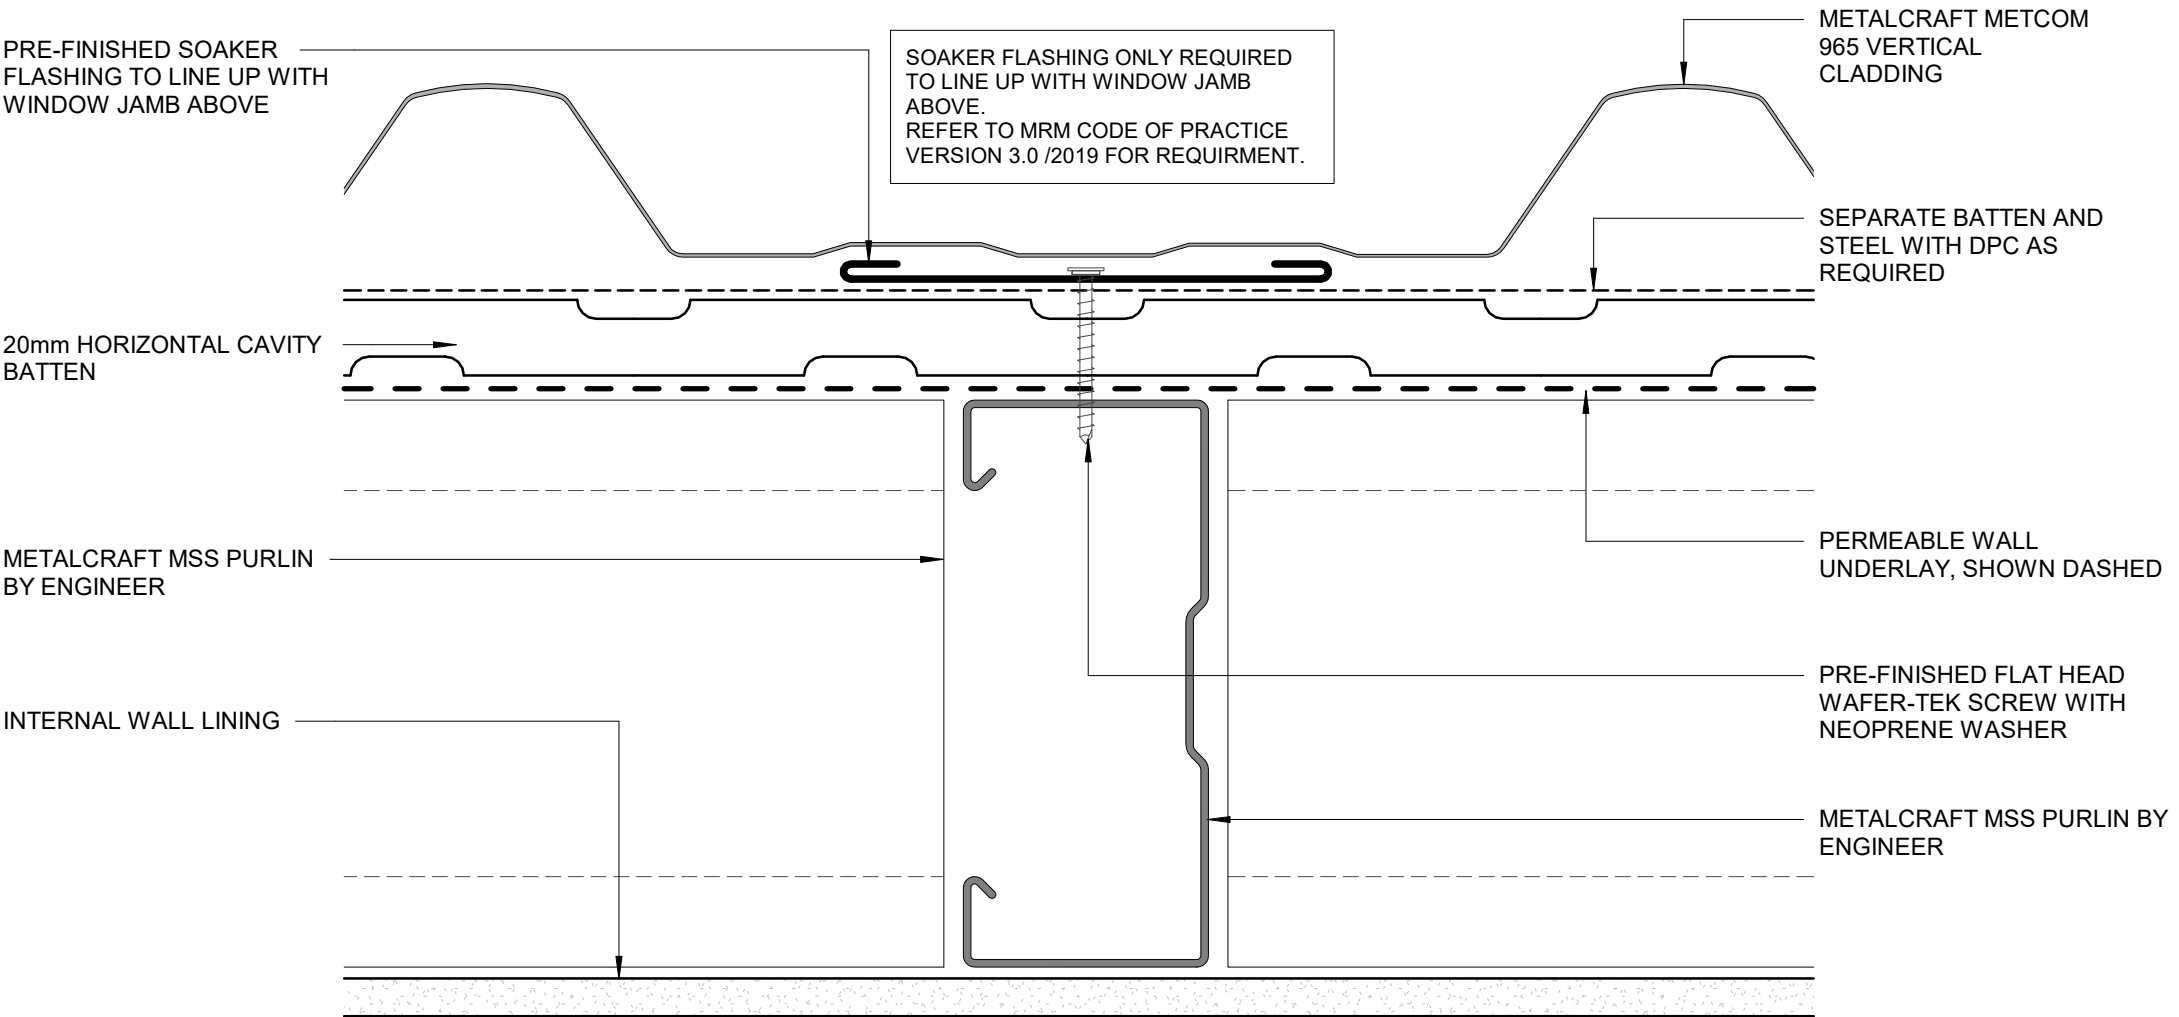 PRE-FINISHED SOAKER
FLASHING TO LINE UP WITH
WINDOW JAMB ABOVE
SOAKER FLASHING ONLY REQUIRED
TO LINE UP WITH WINDOW JAMB
ABOVE.
REFER TO MRM CODE OF PRACTICE
VERSION 3.0 /2019 FOR REQUIRMENT.
METALCRAFT METCOM
965 VERTICAL
CLADDING
SEPARATE BATTEN AND
STEEL WITH DPC AS
REQUIRED
20mm HORIZONTAL CAVITY
BATTEN
METALCRAFT MSS PURLIN
BY ENGINEER
PERMEABLE WALL
UNDERLAY, SHOWN DASHED
INTERNAL WALL LINING
PRE-FINISHED FLAT HEAD
WAFER-TEK SCREW WITH
NEOPRENE WASHER
METALCRAFT MSS PURLIN BY
ENGINEER